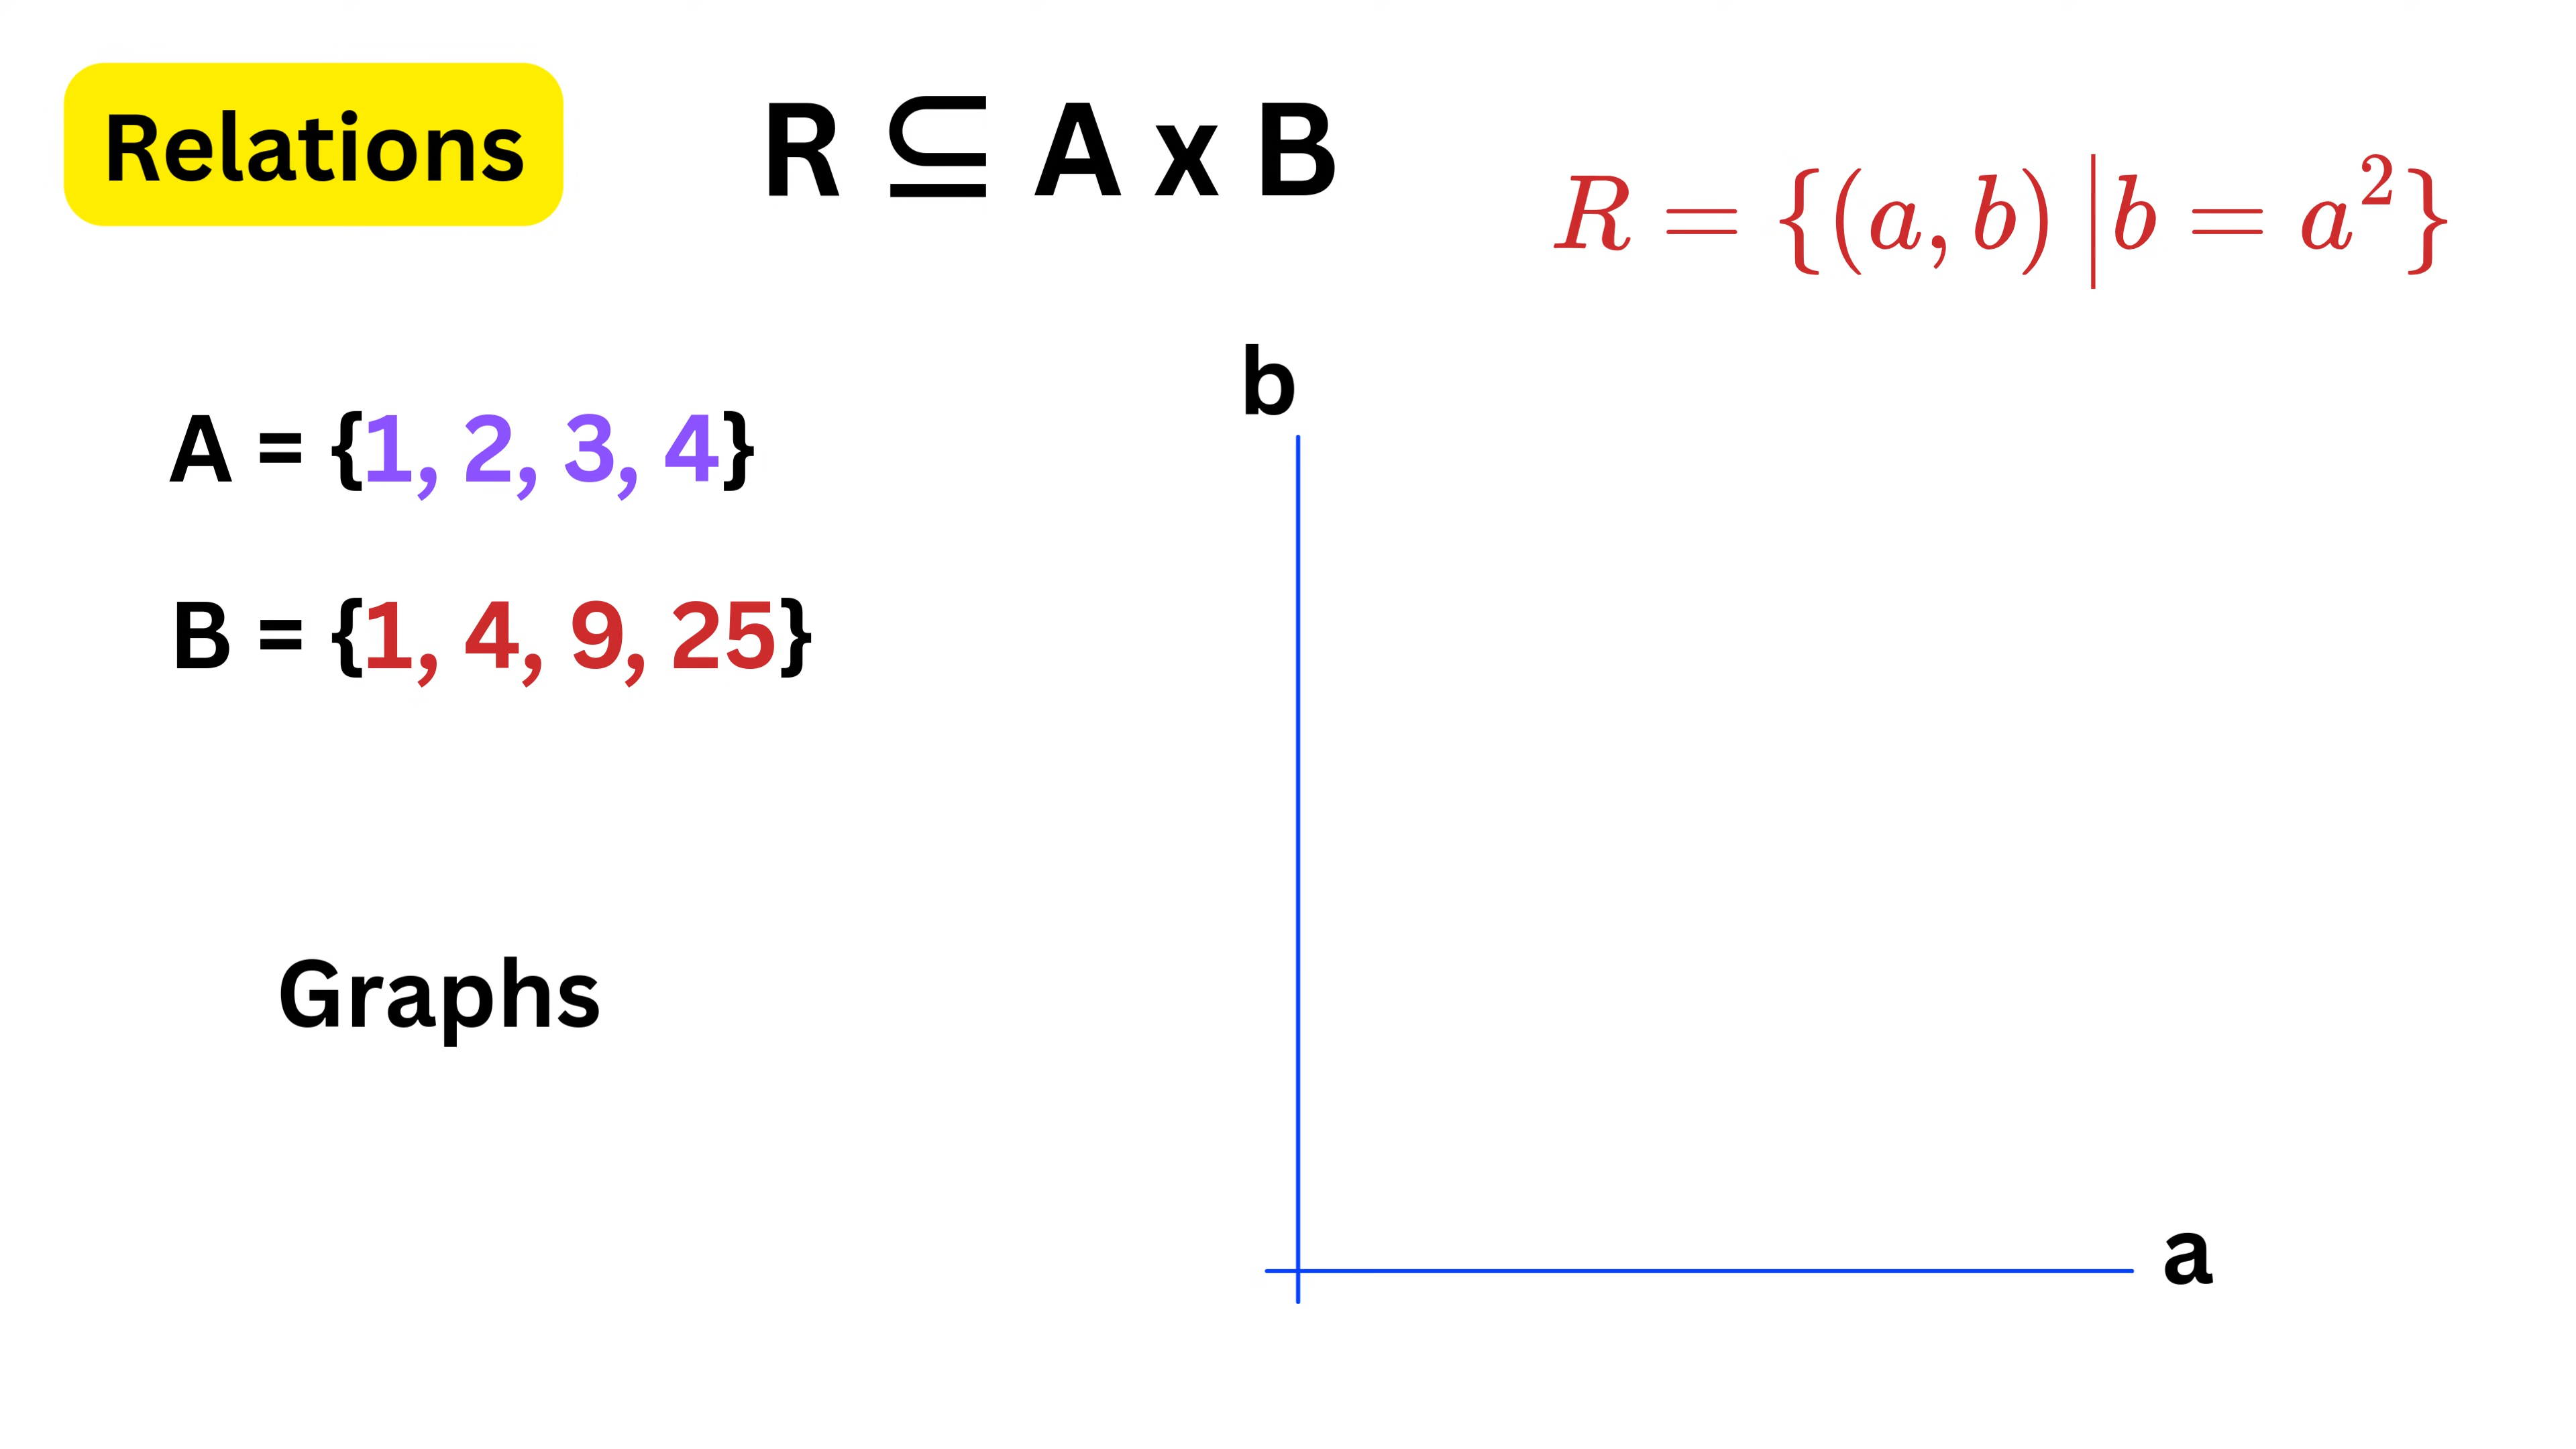 Relations
R ⊆ A x B
R = {(a, b) | b = a²}
A = {1, 2, 3, 4}
B = {1, 4, 9, 25}
Graphs
b
a